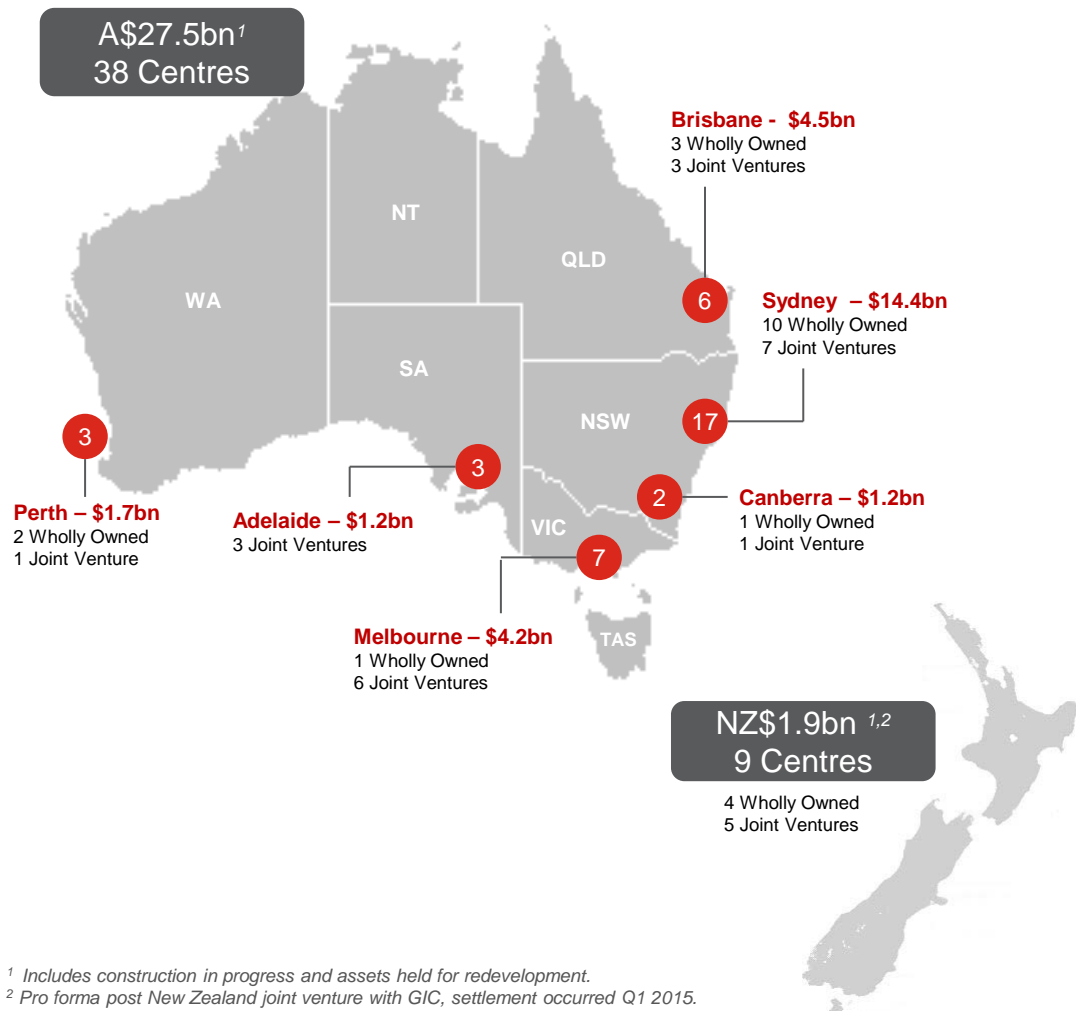 A$27.5bn¹
38 Centres
Brisbane - $4.5bn
3 Wholly Owned
3 Joint Ventures
NT
QLD
WA
6
Sydney – $14.4bn
10 Wholly Owned
7 Joint Ventures
SA
NSW
17
3
3
2
Perth – $1.7bn
2 Wholly Owned
1 Joint Venture
Adelaide – $1.2bn
3 Joint Ventures
VIC
7
Canberra – $1.2bn
1 Wholly Owned
1 Joint Venture
Melbourne – $4.2bn
1 Wholly Owned
6 Joint Ventures
TAS
NZ$1.9bn ¹,²
9 Centres
4 Wholly Owned
5 Joint Ventures
¹ Includes construction in progress and assets held for redevelopment.
² Pro forma post New Zealand joint venture with GIC, settlement occurred Q1 2015.